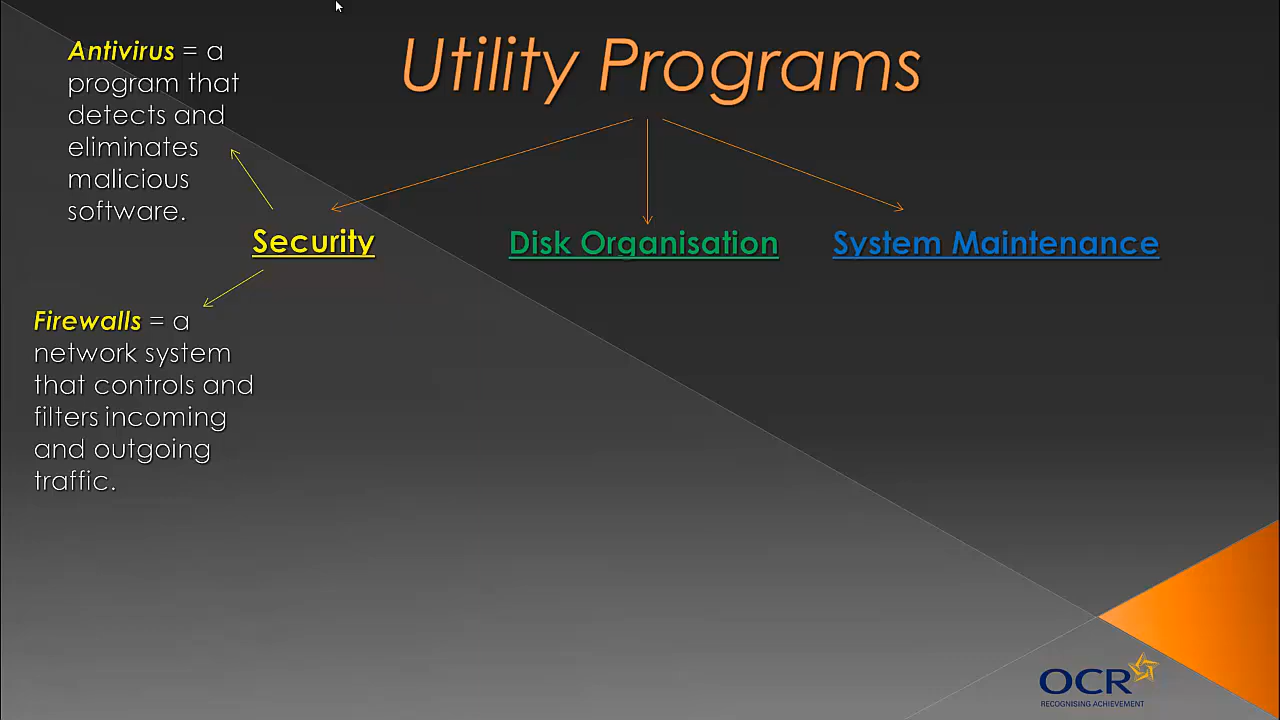 Utility Programs
Antivirus = a
program that
detects and
eliminates
malicious
software.
Security
Disk Organisation
System Maintenance
Firewalls = a
network system
that controls and
filters incoming
and outgoing
traffic.
OCR
RECOGNISING ACHIEVEMENT